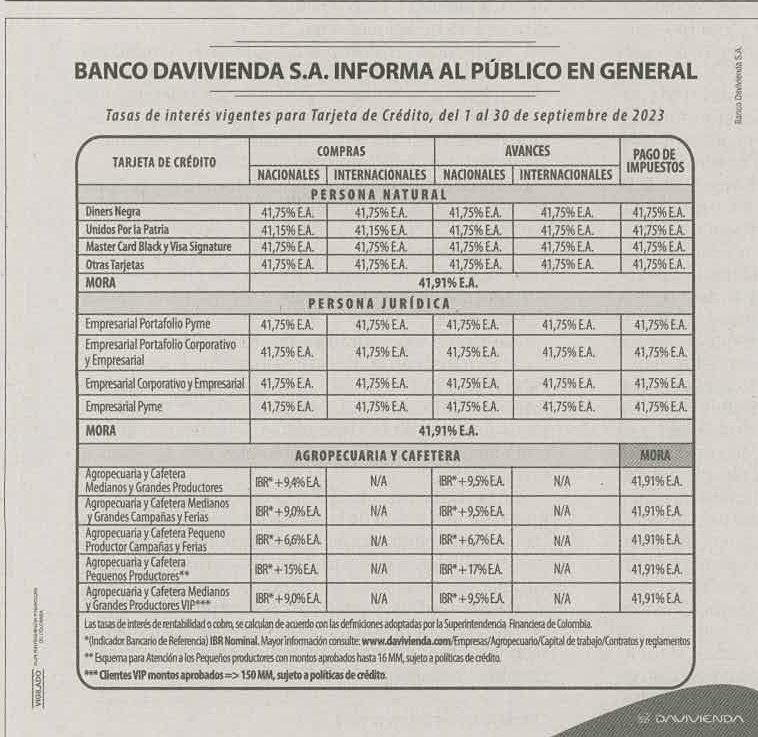 BANCO DAVIVIENDA S.A. INFORMA AL PÚBLICO EN GENERAL
Tasas de interés vigentes para Tarjeta de Crédito, del 1 al 30 de septiembre de 2023
TARJETA DE CRÉDITO COMPRAS AVANCES PAGO DE IMPUESTOS
NACIONALES INTERNACIONALES NACIONALES INTERNACIONALES
PERSONA NATURAL
Diners Negra 41,75% E.A. 41,75% E.A. 41,75% E.A. 41,75% E.A. 41,75% E.A.
Unidos Por la Patria 41,15% E.A. 41,15% E.A. 41,75% E.A. 41,75% E.A. 41,75% E.A.
Master Card Black y Visa Signature 41,75% E.A. 41,75% E.A. 41,75% E.A. 41,75% E.A. 41,75% E.A.
Otras Tarjetas 41,75% E.A. 41,75% E.A. 41,75% E.A. 41,75% E.A. 41,75% E.A.
MORA 41,91% E.A.
PERSONA JURÍDICA
Empresarial Portafolio Pyme 41,75% E.A. 41,75% E.A. 41,75% E.A. 41,75% E.A. 41,75% E.A.
Empresarial Portafolio Corporativo
y Empresarial 41,75% E.A. 41,75% E.A. 41,75% E.A. 41,75% E.A. 41,75% E.A.
Empresarial Corporativo y Empresarial 41,75% E.A. 41,75% E.A. 41,75% E.A. 41,75% E.A. 41,75% E.A.
Empresarial Pyme 41,75% E.A. 41,75% E.A. 41,75% E.A. 41,75% E.A. 41,75% E.A.
MORA 41,91% E.A.
AGROPECUARIA Y CAFETERA MORA
Agropecuaria y Cafetera
Medianos y Grandes Productores IBR* + 9,4% E.A. N/A IBR* + 9,5% E.A. N/A 41,91% E.A.
Agropecuaria y Cafetera Medianos
y Grandes Campañas y Ferias IBR* + 9,0% E.A. N/A IBR* + 9,5% E.A. N/A 41,91% E.A.
Agropecuaria y Cafetera Pequeno
Productor Campañas y Ferias IBR* + 6,6% E.A. N/A IBR* + 6,7% E.A. N/A 41,91% E.A.
Agropecuaria y Cafetera
Pequenos Productores** IBR* + 15% E.A. N/A IBR* + 17% E.A. N/A 41,91% E.A.
Agropecuaria y Cafetera Medianos
y Grandes Productores VIP*** IBR* + 9,0% E.A. N/A IBR* + 9,5% E.A. N/A 41,91% E.A.
Las tasas de interés de rentabilidad o cobro, se calculan de acuerdo con las definiciones adoptadas por la Superintendencia Financiera de Colombia.
*(Indicador Bancario de Referencia) IBR Nominal. Mayor información consulte: www.davivienda.com/Empresas/Agropecuario/Capital de trabajo/Contratos y reglamentos
** Esquema para Atención a los Pequeños productores con montos aprobados hasta 16 MM, sujeto a políticas de crédito.
*** Clientes VIP montos aprobados => 150 MM, sujeto a políticas de crédito.
DAVIVIENDA
Banco Davivienda S.A.
VIGILADO